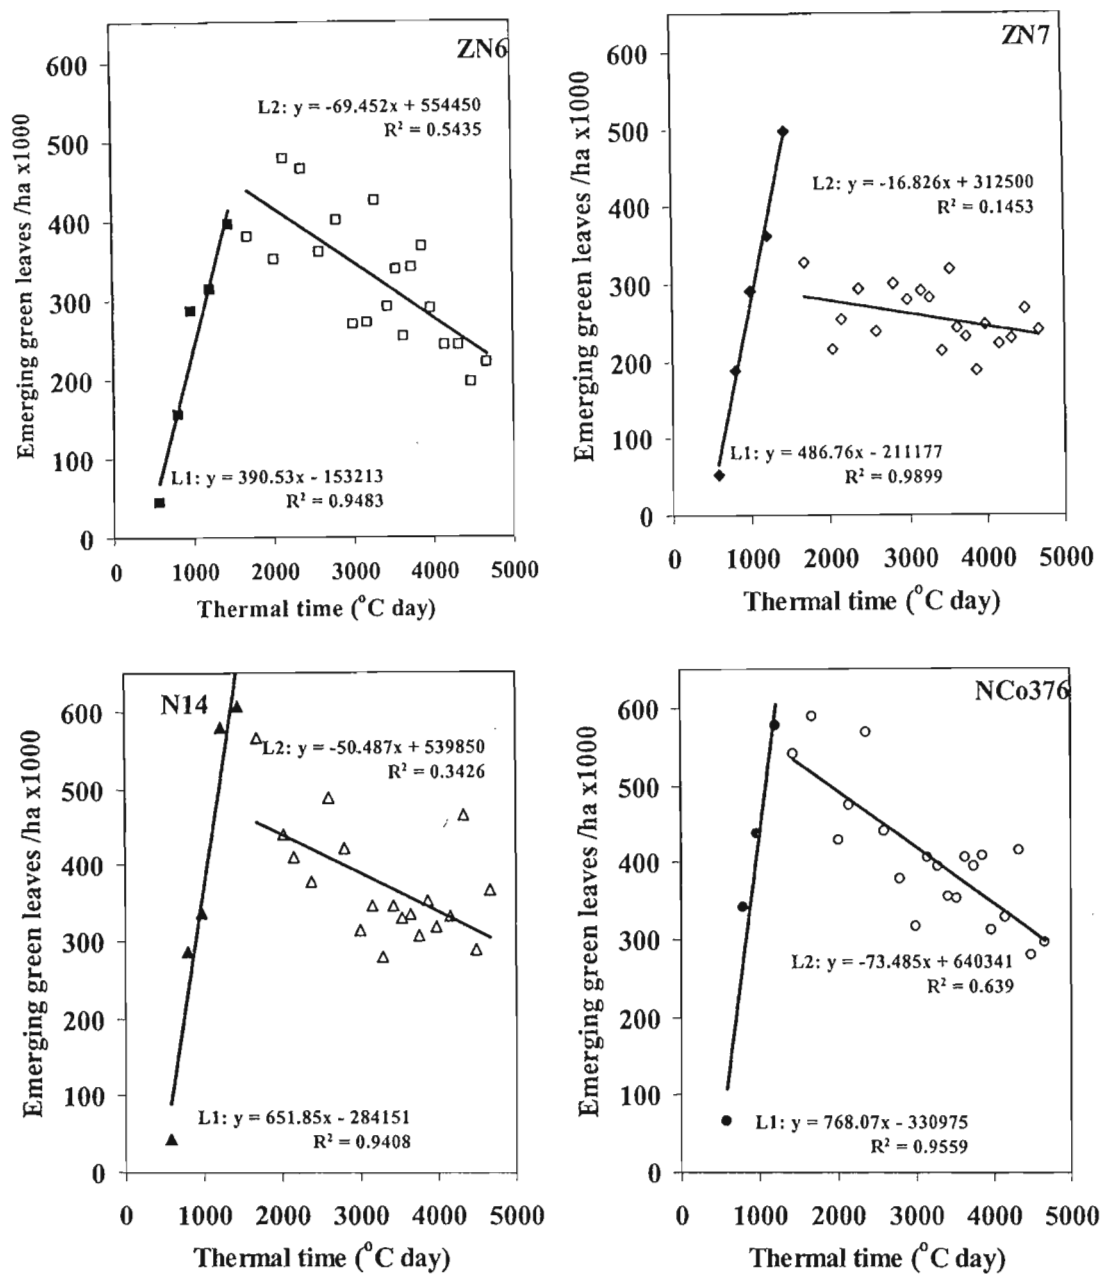 ZN6
Emerging green leaves /ha x1000
600
500
400
300
200
100
0
L2: y = -69.452x + 554450
R² = 0.5435
L1: y = 390.53x - 153213
R² = 0.9483
0 1000 2000 3000 4000 5000
Thermal time (°C day)
ZN7
Emerging green leaves /ha x1000
600
500
400
300
200
100
0
L2: y = -16.826x + 312500
R² = 0.1453
L1: y = 486.76x - 211177
R² = 0.9899
0 1000 2000 3000 4000 5000
Thermal time (°C day)
N14
Emerging green leaves /ha x1000
600
500
400
300
200
100
0
L2: y = -50.487x + 539850
R² = 0.3426
L1: y = 651.85x - 284151
R² = 0.9408
0 1000 2000 3000 4000 5000
Thermal time (°C day)
NCo376
Emerging green leaves /ha x1000
600
500
400
300
200
100
0
L2: y = -73.485x + 640341
R² = 0.639
L1: y = 768.07x - 330975
R² = 0.9559
0 1000 2000 3000 4000 5000
Thermal time (°C day)